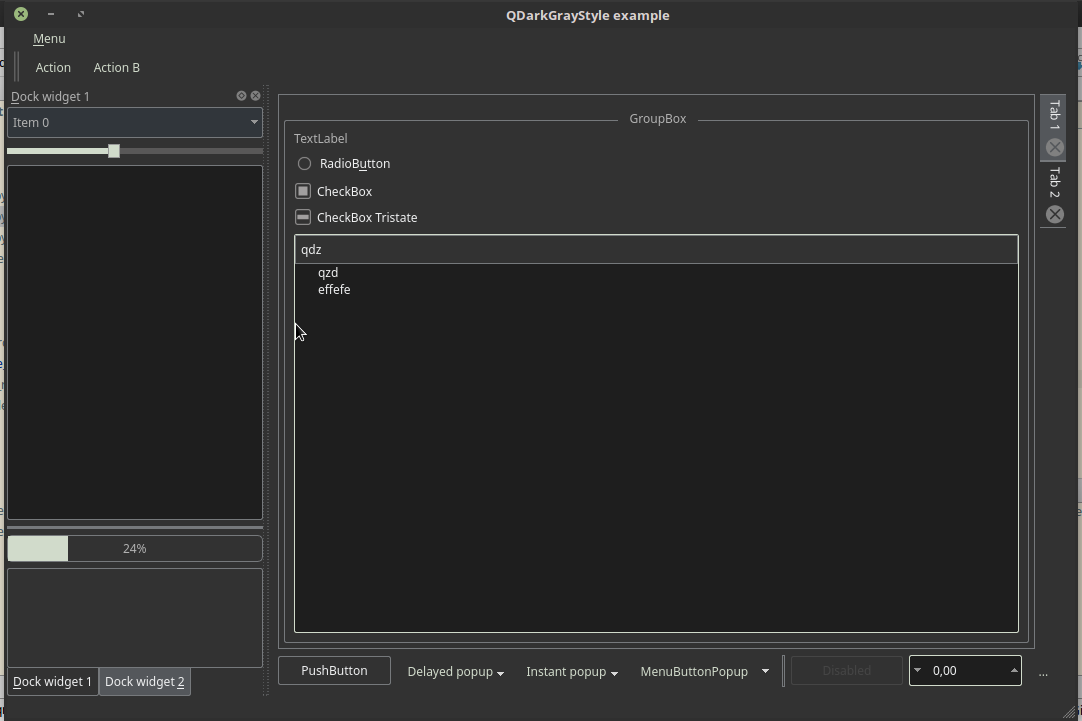 QDarkGrayStyle example
Menu
Action Action B
Dock widget 1
Item 0
24%
Dock widget 1 Dock widget 2
GroupBox
TextLabel
RadioButton
CheckBox
CheckBox Tristate
qdz
qzd
effefe
Tab 1
Tab 2
PushButton Delayed popup Instant popup MenuButtonPopup Disabled 0,00 ...